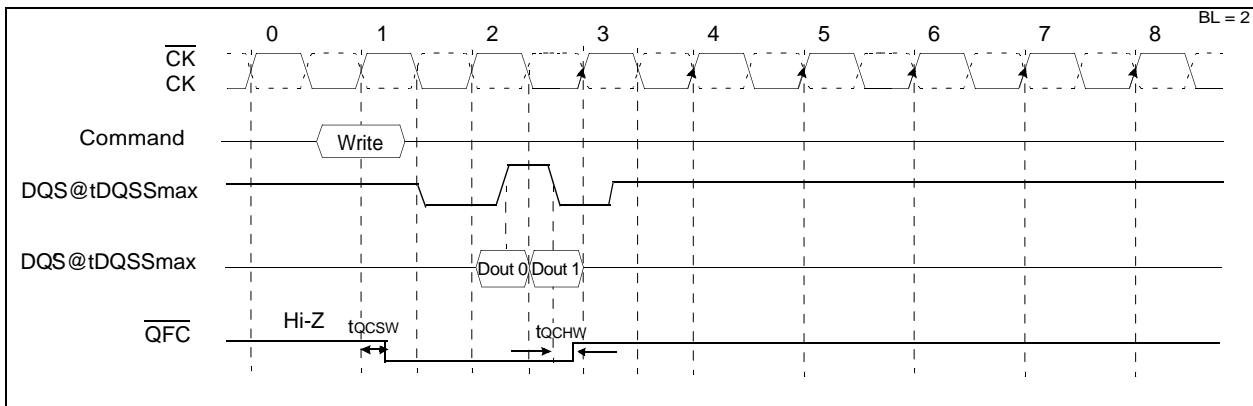 BL = 2
0 1 2 3 4 5 6 7 8
CK
CK
Command
Write
DQS@tDQSSmax
DQS@tDQSSmax
Dout 0 Dout 1
Hi-Z
QFC
tQCSW
tQCHW